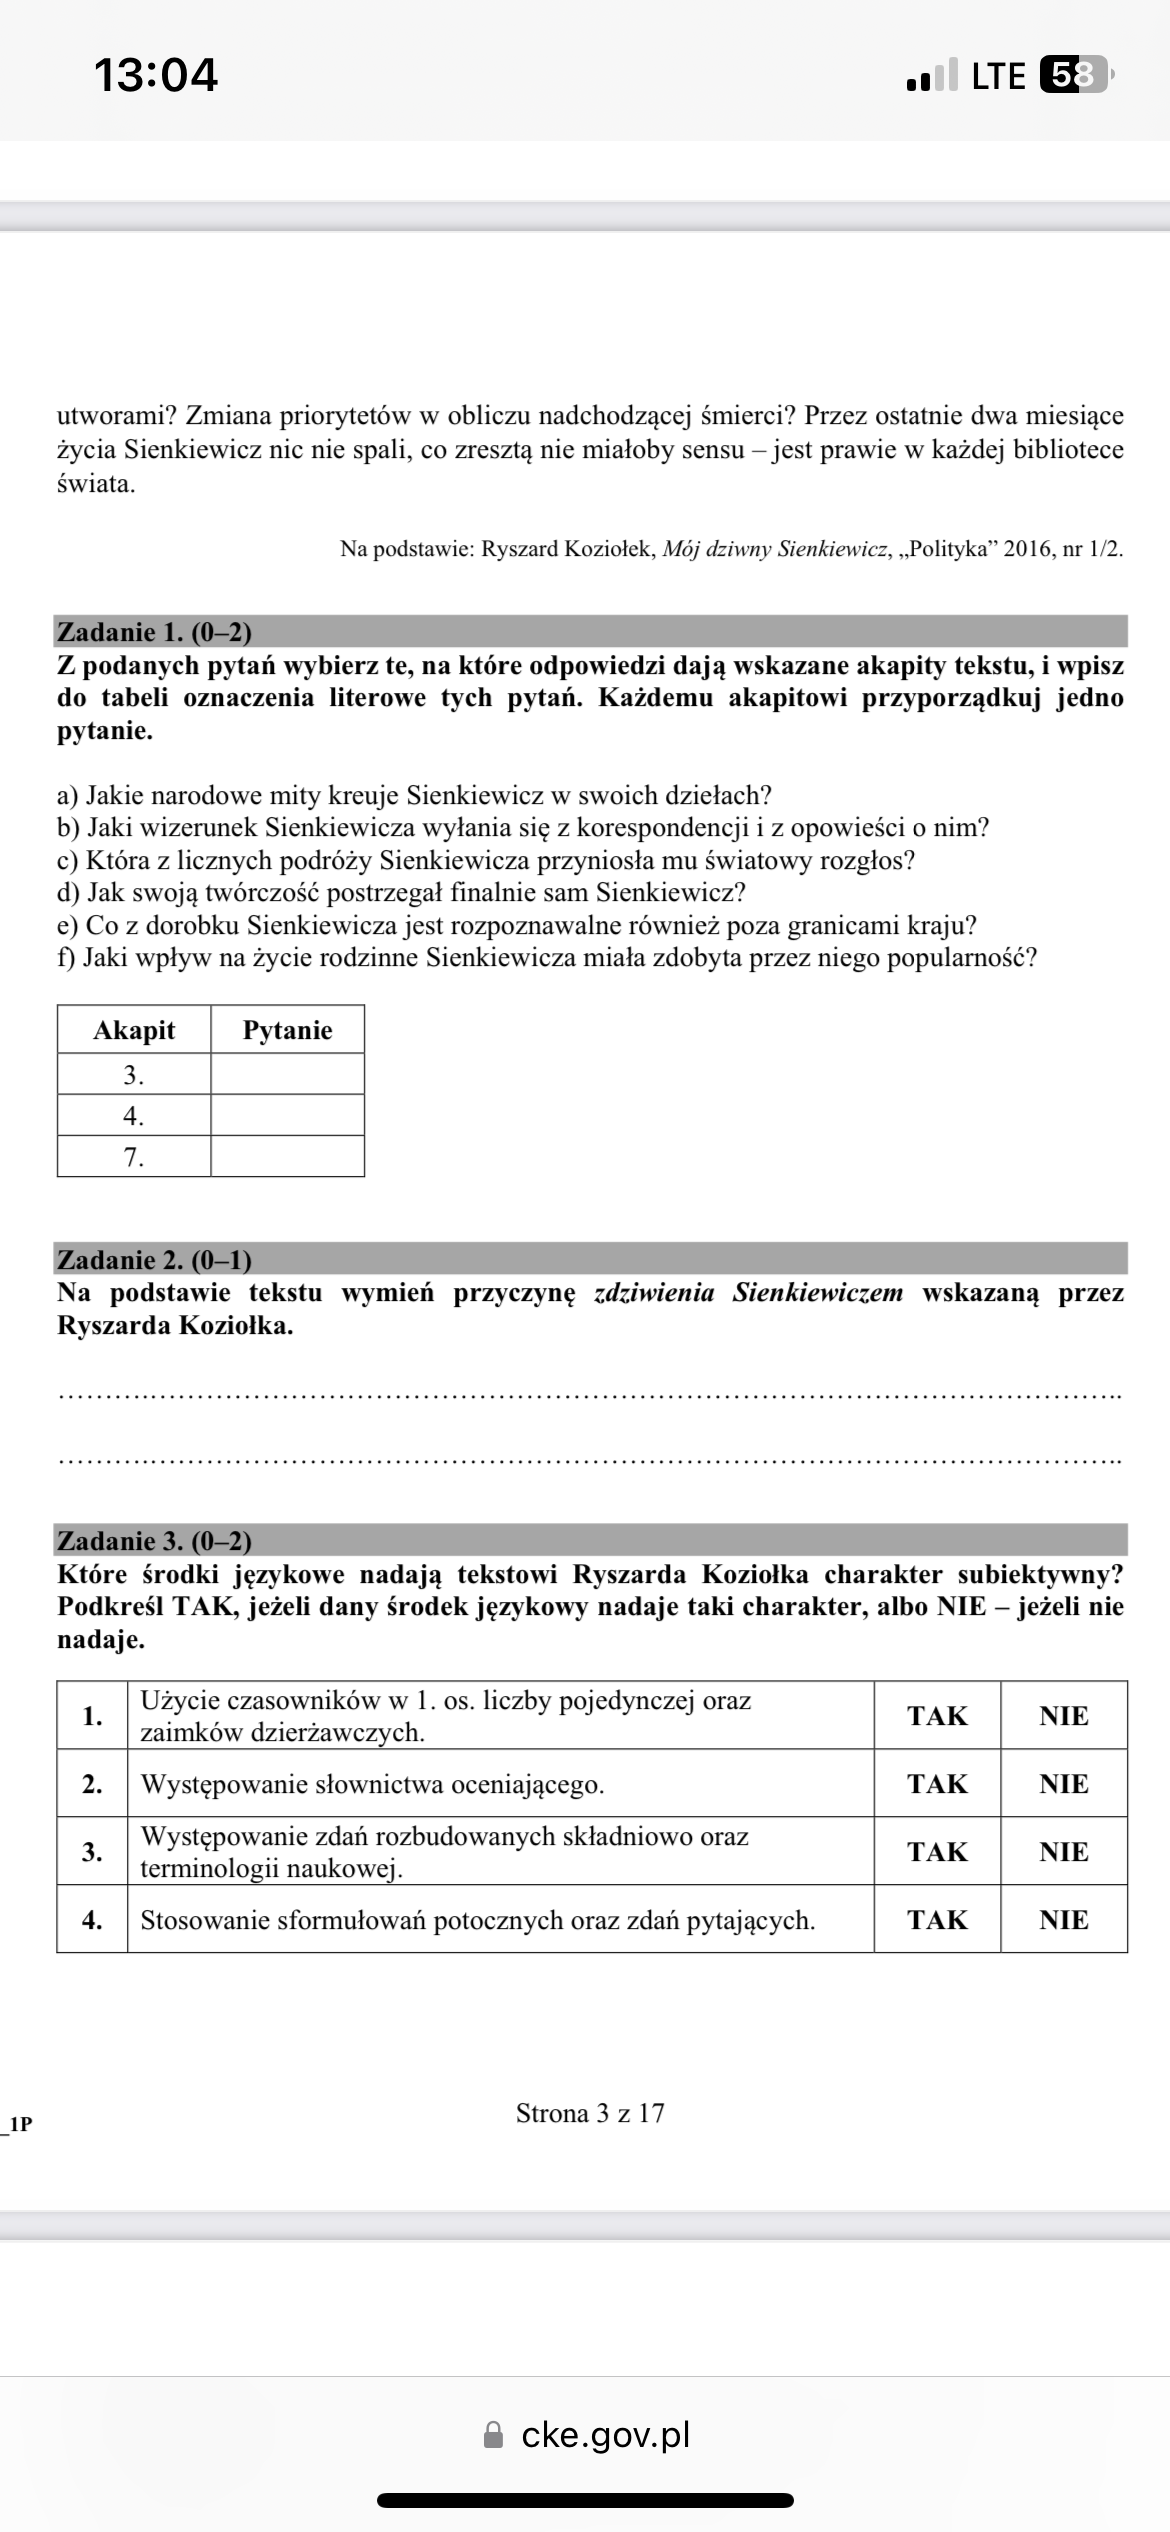 13:04
LTE 58
utworami? Zmiana priorytetów w obliczu nadchodzącej śmierci? Przez ostatnie dwa miesiące
życia Sienkiewicz nic nie spali, co zresztą nie miałoby sensu – jest prawie w każdej bibliotece
świata.
Na podstawie: Ryszard Koziołek, Mój dziwny Sienkiewicz, „Polityka” 2016, nr 1/2.
Zadanie 1. (0–2)
Z podanych pytań wybierz te, na które odpowiedzi dają wskazane akapity tekstu, i wpisz
do tabeli oznaczenia literowe tych pytań. Każdemu akapitowi przyporządkuj jedno
pytanie.
a) Jakie narodowe mity kreuje Sienkiewicz w swoich dziełach?
b) Jaki wizerunek Sienkiewicza wyłania się z korespondencji i z opowieści o nim?
c) Która z licznych podróży Sienkiewicza przyniosła mu światowy rozgłos?
d) Jak swoją twórczość postrzegał finalnie sam Sienkiewicz?
e) Co z dorobku Sienkiewicza jest rozpoznawalne również poza granicami kraju?
f) Jaki wpływ na życie rodzinne Sienkiewicza miała zdobyta przez niego popularność?
Akapit Pytanie
3.
4.
7.
Zadanie 2. (0–1)
Na podstawie tekstu wymień przyczynę zdziwienia Sienkiewiczem wskazaną przez
Ryszarda Koziołka.
……………………………………………………………………………………………………..
……………………………………………………………………………………………………..
Zadanie 3. (0–2)
Które środki językowe nadają tekstowi Ryszarda Koziołka charakter subiektywny?
Podkreśl TAK, jeżeli dany środek językowy nadaje taki charakter, albo NIE – jeżeli nie
nadaje.
1. Użycie czasowników w 1. os. liczby pojedynczej oraz
zaimków dzierżawczych. TAK NIE
2. Występowanie słownictwa oceniającego. TAK NIE
3. Występowanie zdań rozbudowanych składniowo oraz
terminologii naukowej. TAK NIE
4. Stosowanie sformułowań potocznych oraz zdań pytających. TAK NIE
Strona 3 z 17
_1P
cke.gov.pl